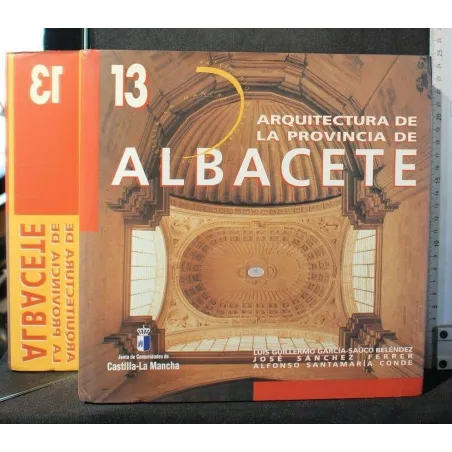 13
ARQUITECTURA DE
LA PROVINCIA DE
ALBACETE
Junta de Comunidades de
Castilla-La Mancha
LUIS GUILLERMO GARCÍA-SAÚCO BELÉNDEZ
JOSÉ SÁNCHEZ FERRER
ALFONSO SANTAMARÍA CONDE
13
ARQUITECTURA DE
LA PROVINCIA DE
ALBACETE